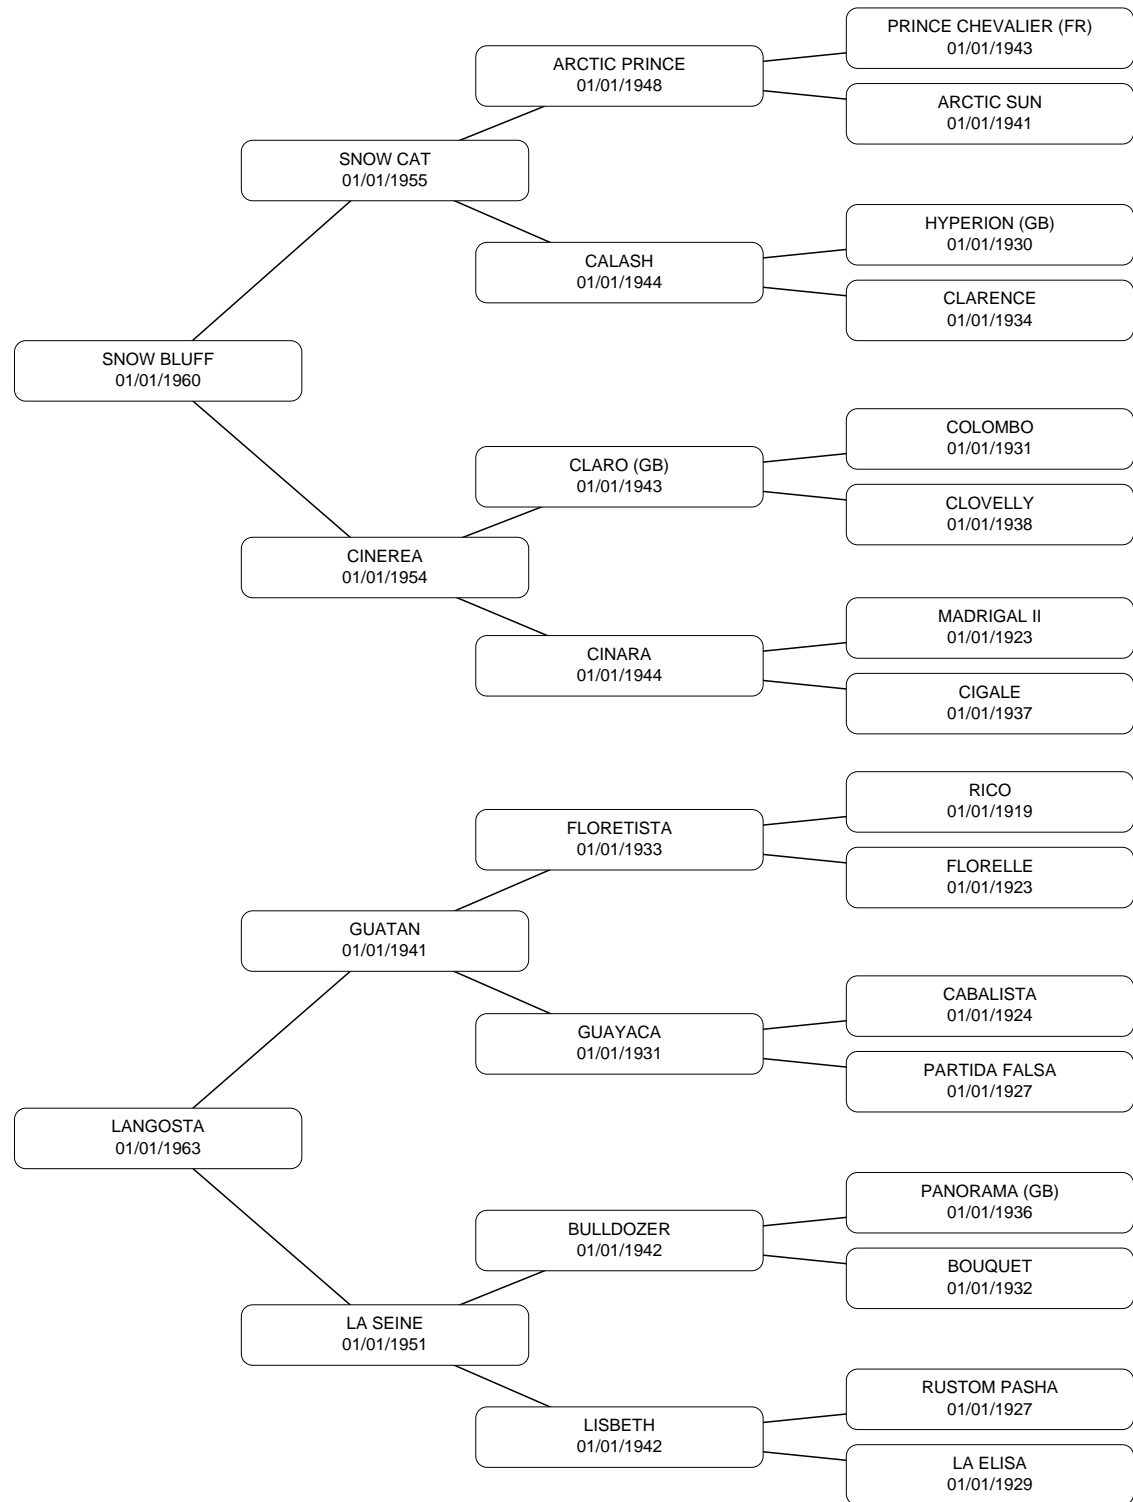 PRINCE CHEVALIER (FR)
01/01/1943
ARCTIC PRINCE
01/01/1948
ARCTIC SUN
01/01/1941
SNOW CAT
01/01/1955
HYPERION (GB)
01/01/1930
CALASH
01/01/1944
CLARENCE
01/01/1934
SNOW BLUFF
01/01/1960
COLOMBO
01/01/1931
CLARO (GB)
01/01/1943
CLOVELLY
01/01/1938
CINEREA
01/01/1954
MADRIGAL II
01/01/1923
CINARA
01/01/1944
CIGALE
01/01/1937
RICO
01/01/1919
FLORETISTA
01/01/1933
FLORELLE
01/01/1923
GUATAN
01/01/1941
CABALISTA
01/01/1924
GUAYACA
01/01/1931
PARTIDA FALSA
01/01/1927
LANGOSTA
01/01/1963
PANORAMA (GB)
01/01/1936
BULLDOZER
01/01/1942
BOUQUET
01/01/1932
LA SEINE
01/01/1951
RUSTOM PASHA
01/01/1927
LISBETH
01/01/1942
LA ELISA
01/01/1929